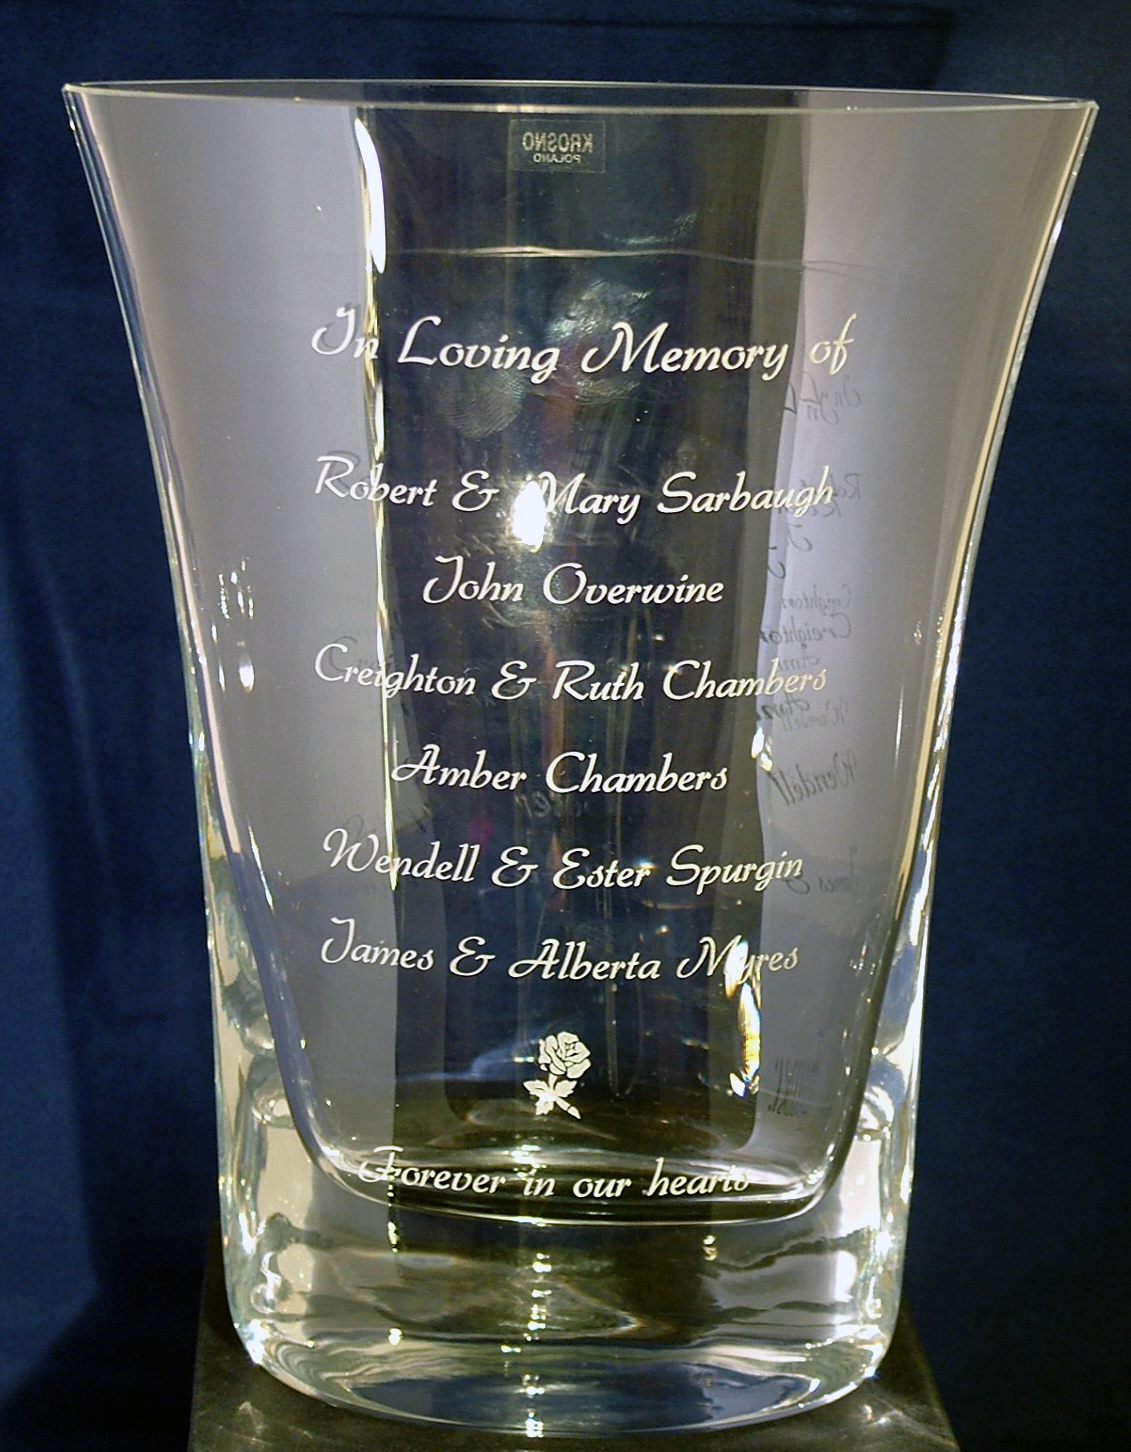 KROSNO
POLAND
In Loving Memory of
Robert & Mary Sarbaugh
John Overwine
Creighton & Ruth Chambers
Amber Chambers
Wendell & Ester Spurgin
James & Alberta Myres
Forever in our hearts